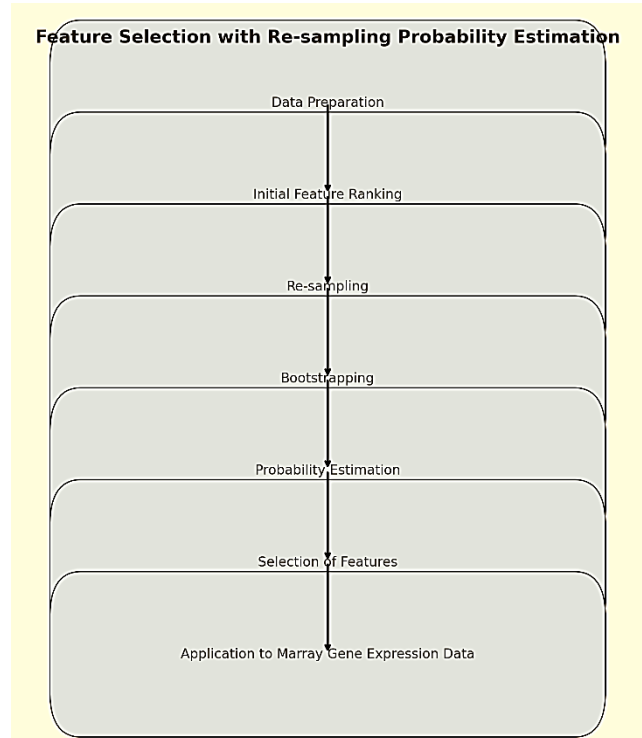 Feature Selection with Re-sampling Probability Estimation
Data Preparation
Initial Feature Ranking
Re-sampling
Bootstrapping
Probability Estimation
Selection of Features
Application to Marray Gene Expression Data